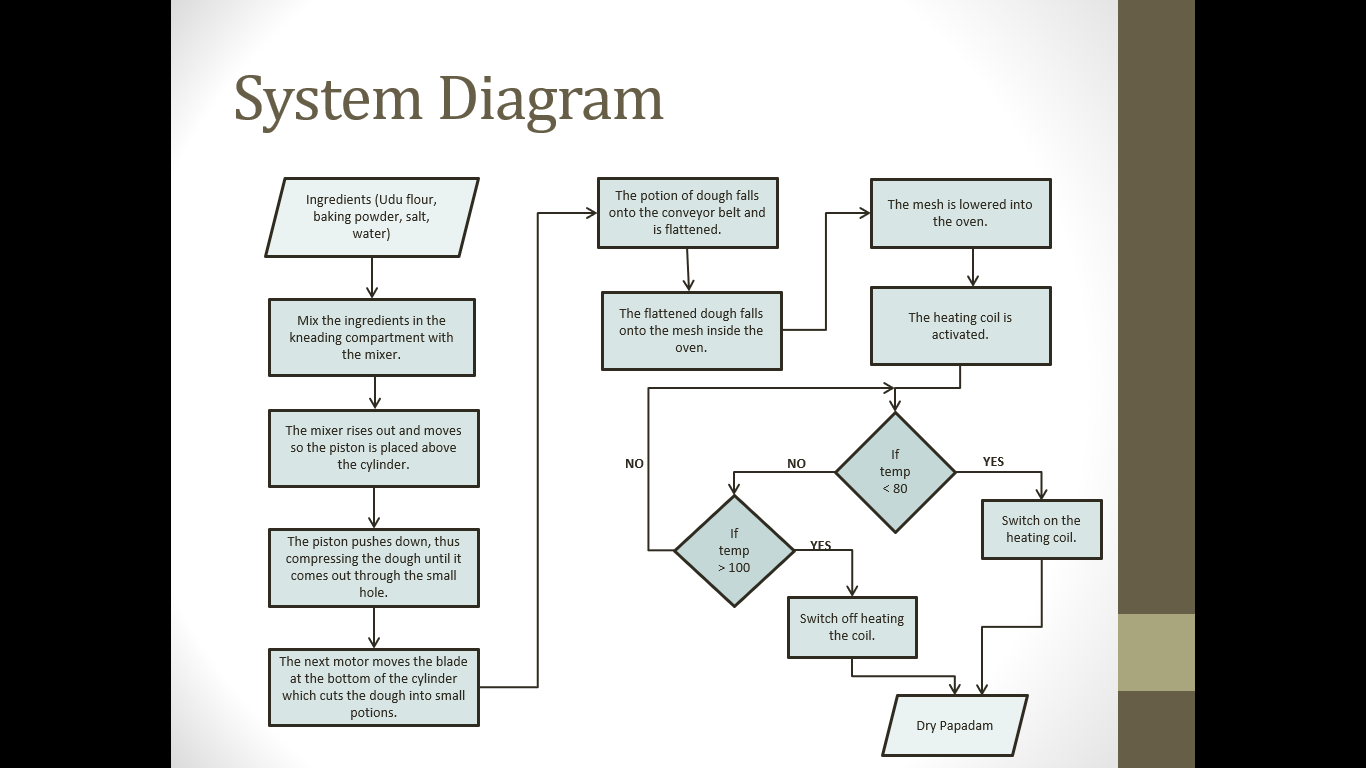 System Diagram
Ingredients (Udu flour,
baking powder, salt,
water)
Mix the ingredients in the
kneading compartment with
the mixer.
The mixer rises out and moves
so the piston is placed above
the cylinder.
The piston pushes down, thus
compressing the dough until it
comes out through the small
hole.
The next motor moves the blade
at the bottom of the cylinder
which cuts the dough into small
potions.
The potion of dough falls
onto the conveyor belt and
is flattened.
The flattened dough falls
onto the mesh inside the
oven.
The mesh is lowered into
the oven.
The heating coil is
activated.
If
temp
< 80
YES
Switch on the
heating coil.
NO
If
temp
> 100
NO
YES
Switch off heating
the coil.
Dry Papadam